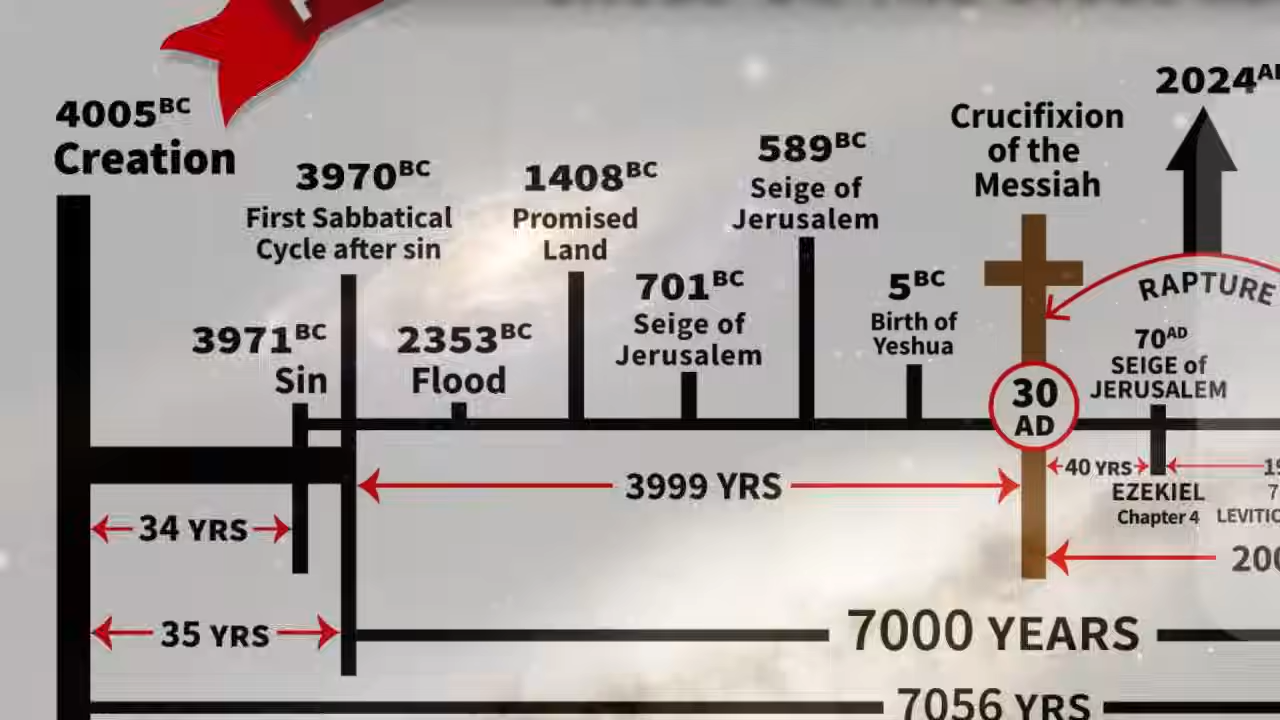 4005BC
Creation
3970BC
First Sabbatical
Cycle after sin
3971BC
Sin
2353BC
Flood
1408BC
Promised
Land
701BC
Seige of
Jerusalem
589BC
Seige of
Jerusalem
5BC
Birth of
Yeshua
Crucifixion
of the
Messiah
30
AD
2024
RAPTURE
70AD
SEIGE of
JERUSALEM
40 YRS
EZEKIEL
Chapter 4
3999 YRS
34 YRS
35 YRS
7000 YEARS
7056 YRS